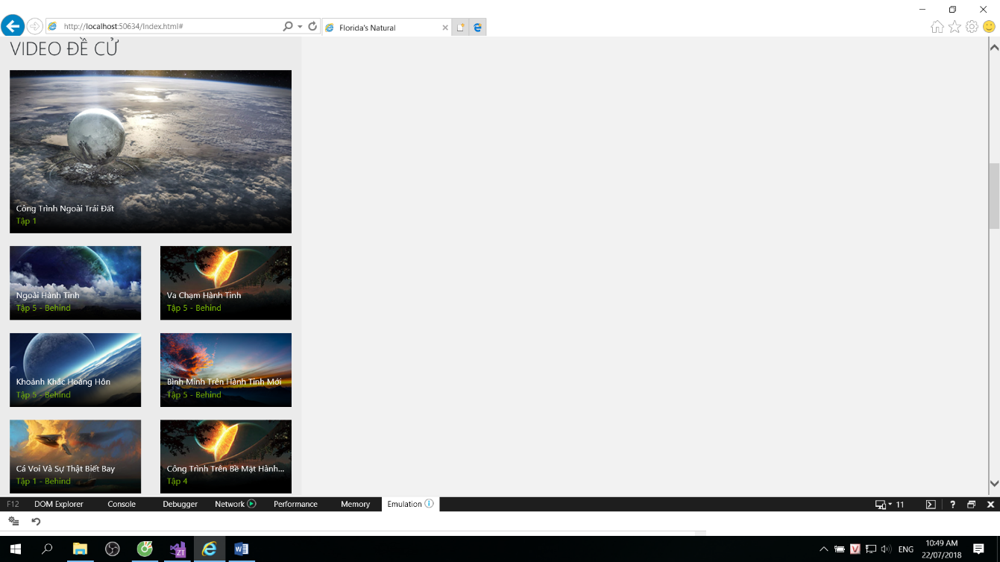 http://localhost:50634/Index.html#
Florida's Natural
VIDEO ĐỀ CỬ
Công Trình Ngoài Trái Đất
Tập 1
Ngoài Hành Tinh
Tập 5 - Behind
Va Chạm Hành Tinh
Tập 5 - Behind
Khoảnh Khắc Hoàng Hôn
Tập 5 - Behind
Bình Minh Trên Hành Tinh Mới
Tập 5 - Behind
Cá Voi Và Sự Thật Biết Bay
Tập 1 - Behind
Công Trình Trên Bề Mặt Hành...
Tập 4
F12 DOM Explorer Console Debugger Network Performance Memory Emulation 11 ?
ZT
V ENG
10:49 AM
22/07/2018